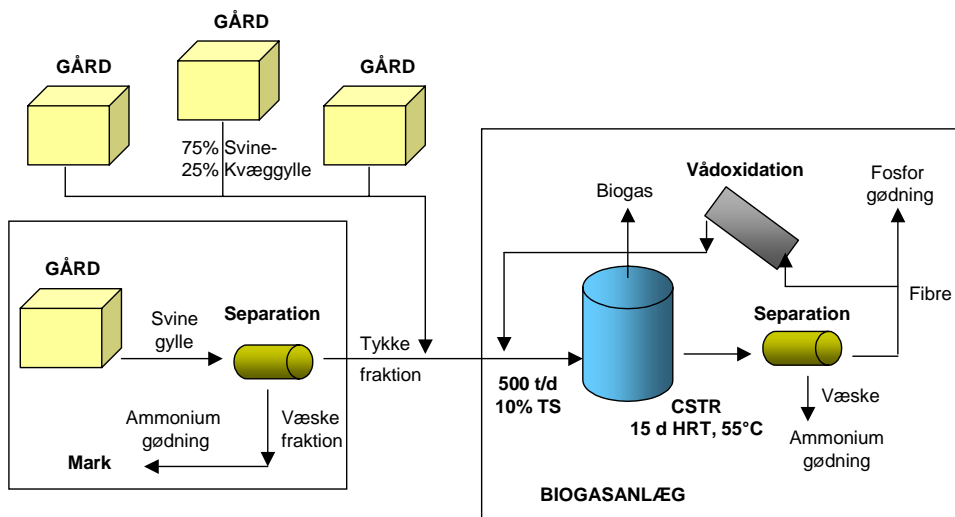 GÅRD
GÅRD
GÅRD
75% Svine-
25% Kvæggylle
GÅRD
Svine
gylle
Separation
Tykke
fraktion
Ammonium
gødning
Væske
fraktion
Mark
Biogas
Vådoxidation
Fosfor
gødning
Fibre
Separation
500 t/d
10% TS
CSTR
15 d HRT, 55°C
Væske
Ammonium
gødning
BIOGASANLÆG